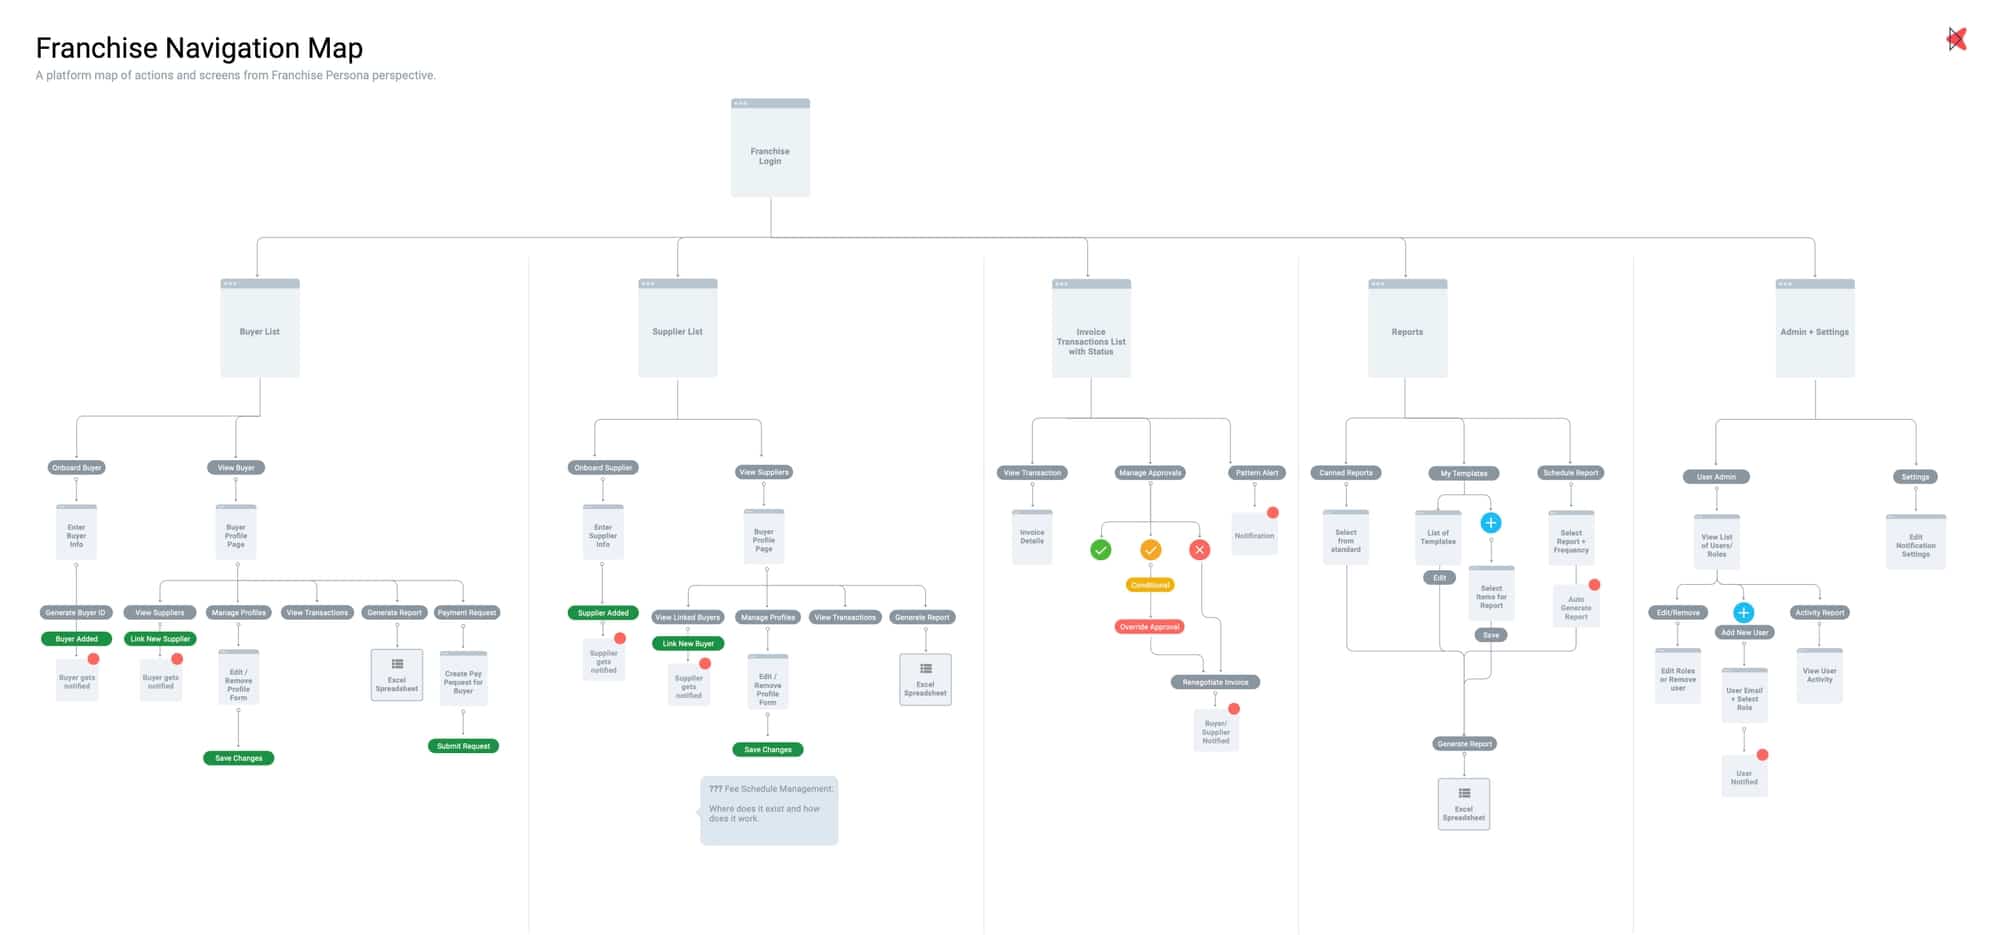 Franchise Navigation Map
A platform map of actions and screens from Franchise Persona perspective.
Franchise
Login
Buyer List
Supplier List
Invoice
Transactions List
with Status
Reports
Admin + Settings
Onboard Buyer
View Buyer
Enter
Buyer
Info
Buyer
Profile
Page
Generate Buyer ID
View Suppliers
Manage Profiles
View Transactions
Generate Report
Payment Request
Buyer Added
Link New Supplier
Buyer gets
notified
Buyer gets
notified
Edit /
Remove
Profile
Form
Excel
Spreadsheet
Create Pay
Request for
Buyer
Save Changes
Submit Request
Onboard Supplier
View Suppliers
Enter
Supplier
Info
Buyer
Profile
Page
Supplier Added
View Linked Buyers
Manage Profiles
View Transactions
Generate Report
Link New Buyer
Supplier
gets
notified
Supplier
gets
notified
Edit /
Remove
Profile
Form
Excel
Spreadsheet
Save Changes
??? Fee Schedule Management:
Where does it exist and how
does it work.
View Transaction
Manage Approvals
Pattern Alert
Invoice
Details
Notification
Conditional
Override Approval
Renegotiate Invoice
Buyer/
Supplier
Notified
Canned Reports
My Templates
Schedule Report
Select
from
standard
List of
Templates
Select
Report +
Frequency
Edit
Select
Items for
Report
Auto
Generate
Report
Save
Generate Report
Excel
Spreadsheet
User Admin
Settings
View List
of Users/
Roles
Edit
Notification
Settings
Edit/Remove
Add New User
Activity Report
Edit Roles
or Remove
user
User Email
+ Select
Role
View User
Activity
User
Notified